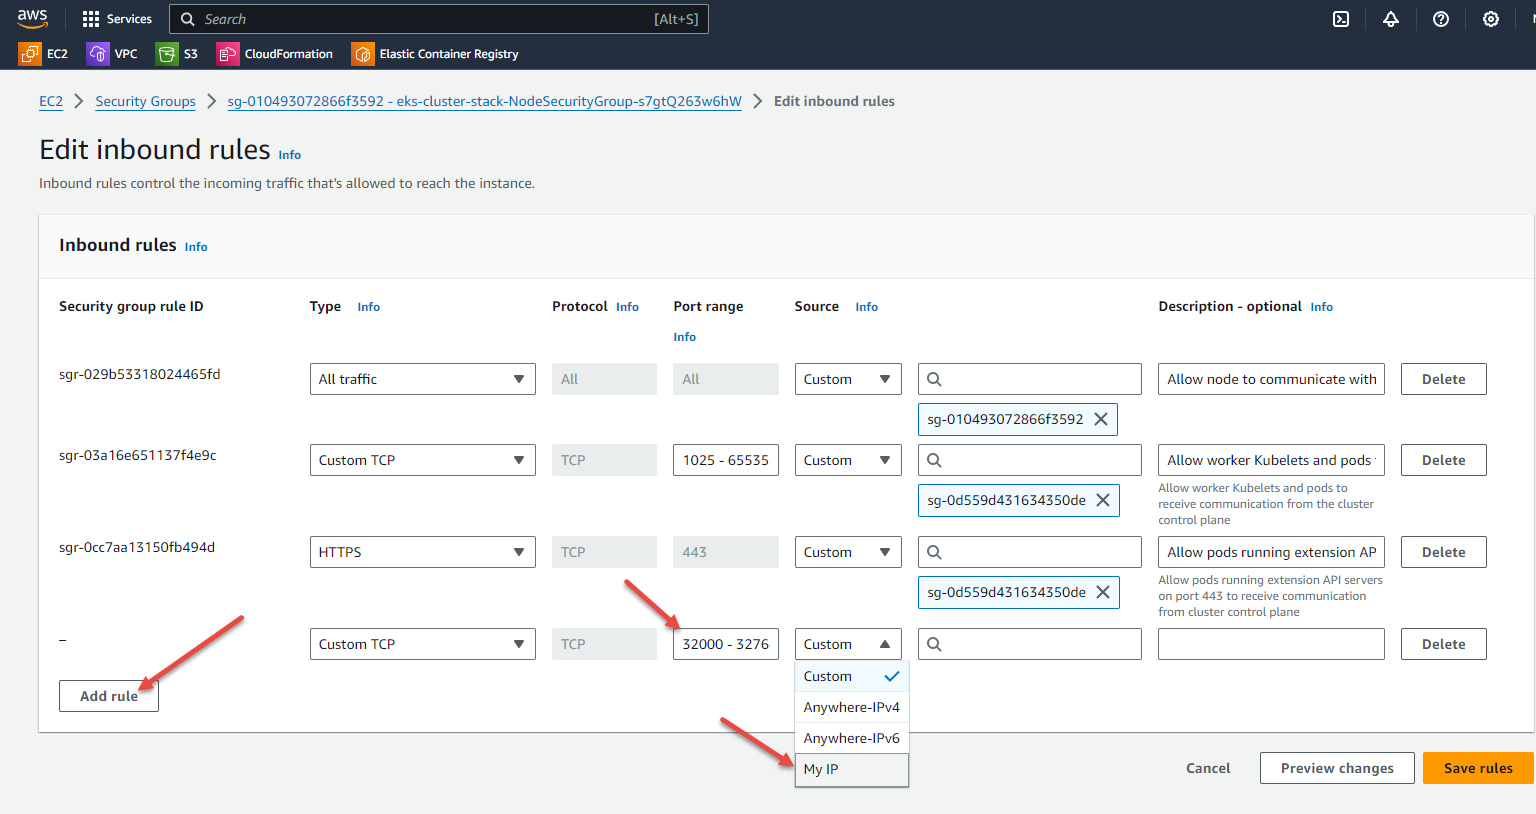 aws Services Search [Alt+S]
EC2 VPC S3 CloudFormation Elastic Container Registry
EC2 Security Groups sg-010493072866f3592 - eks-cluster-stack-NodeSecurityGroup-s7gtQ263w6hW Edit inbound rules
Edit inbound rules Info
Inbound rules control the incoming traffic that's allowed to reach the instance.
Inbound rules Info
Security group rule ID Type Info Protocol Info Port range Source Info Description - optional Info
Info
sgr-029b53318024465fd All traffic All All Custom Allow node to communicate with Delete
sg-010493072866f3592
sgr-03a16e651137f4e9c Custom TCP TCP 1025 - 65535 Custom Allow worker Kubelets and pods Delete
sg-0d559d431634350de
Allow worker Kubelets and pods to
receive communication from the cluster
control plane
sgr-0cc7aa13150fb494d HTTPS TCP 443 Custom Allow pods running extension AP Delete
sg-0d559d431634350de
Allow pods running extension API servers
on port 443 to receive communication
from cluster control plane
– Custom TCP TCP 32000 - 3276 Custom Delete
Custom
Anywhere-IPv4
Anywhere-IPv6
My IP
Add rule
Cancel Preview changes Save rules